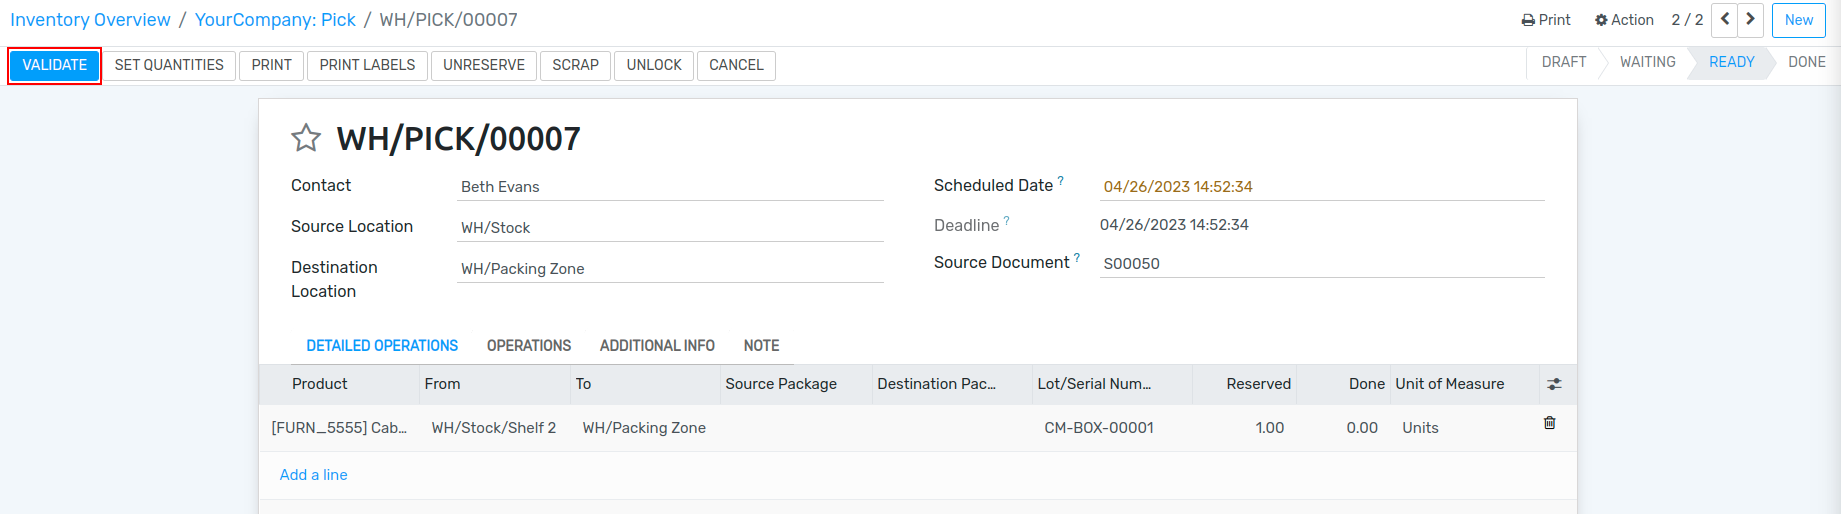 Inventory Overview / YourCompany: Pick / WH/PICK/00007 Print Action 2 / 2 New
VALIDATE SET QUANTITIES PRINT PRINT LABELS UNRESERVE SCRAP UNLOCK CANCEL DRAFT WAITING READY DONE
WH/PICK/00007
Contact Beth Evans Scheduled Date ? 04/26/2023 14:52:34
Source Location WH/Stock Deadline ? 04/26/2023 14:52:34
Destination Location WH/Packing Zone Source Document ? S00050
DETAILED OPERATIONS OPERATIONS ADDITIONAL INFO NOTE
Product From To Source Package Destination Pac... Lot/Serial Num... Reserved Done Unit of Measure
[FURN_5555] Cab... WH/Stock/Shelf 2 WH/Packing Zone CM-BOX-00001 1.00 0.00 Units
Add a line